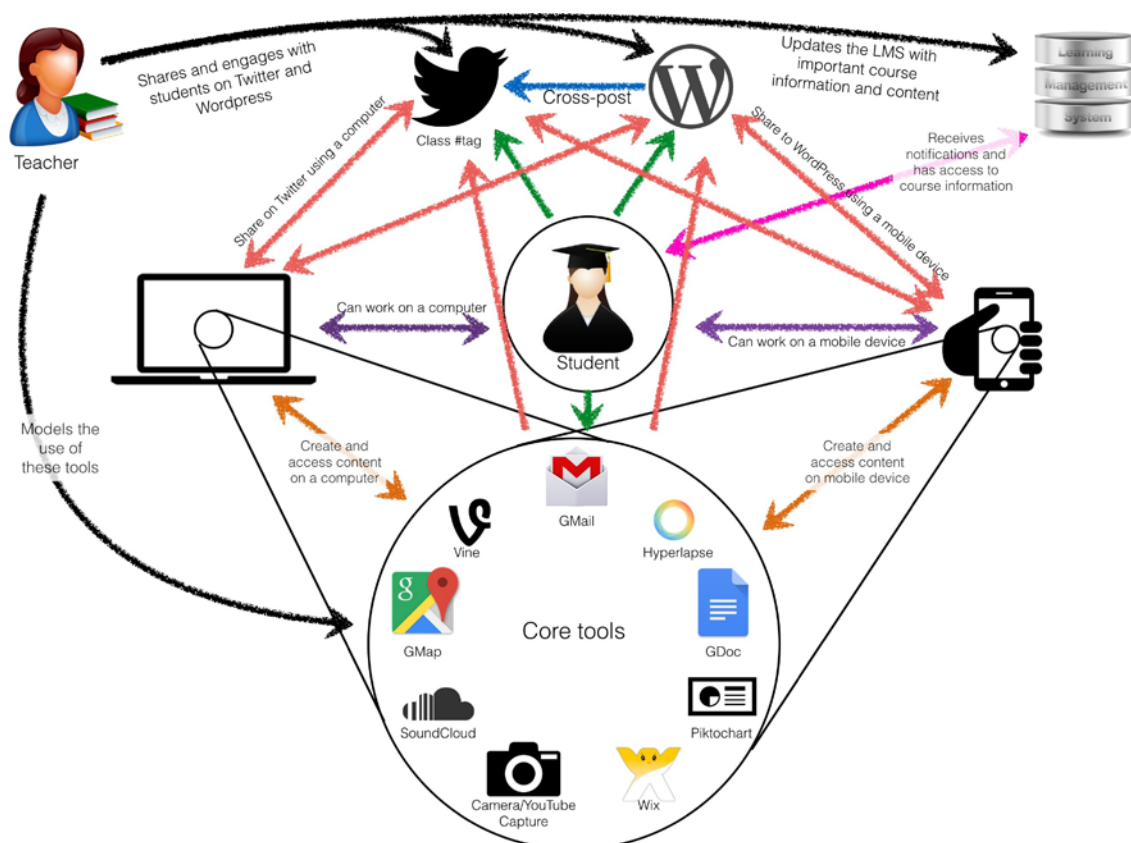 Shares and engages with
students on Twitter and
Wordpress
Updates the LMS with
important course
information and content
Learning
Management
System
Teacher
Cross-post
Class #tag
Share on Twitter using a computer
Share to WordPress using a mobile device
Receives
notifications and
has access to
course information
Can work on a computer
Student
Can work on a mobile device
Models the
use of
these tools
Create and
access content
on a computer
Create and
access content
on mobile device
GMail
Vine
Hyperlapse
g
GMap
Core tools
GDoc
SoundCloud
Piktochart
Camera/YouTube
Capture
Wix